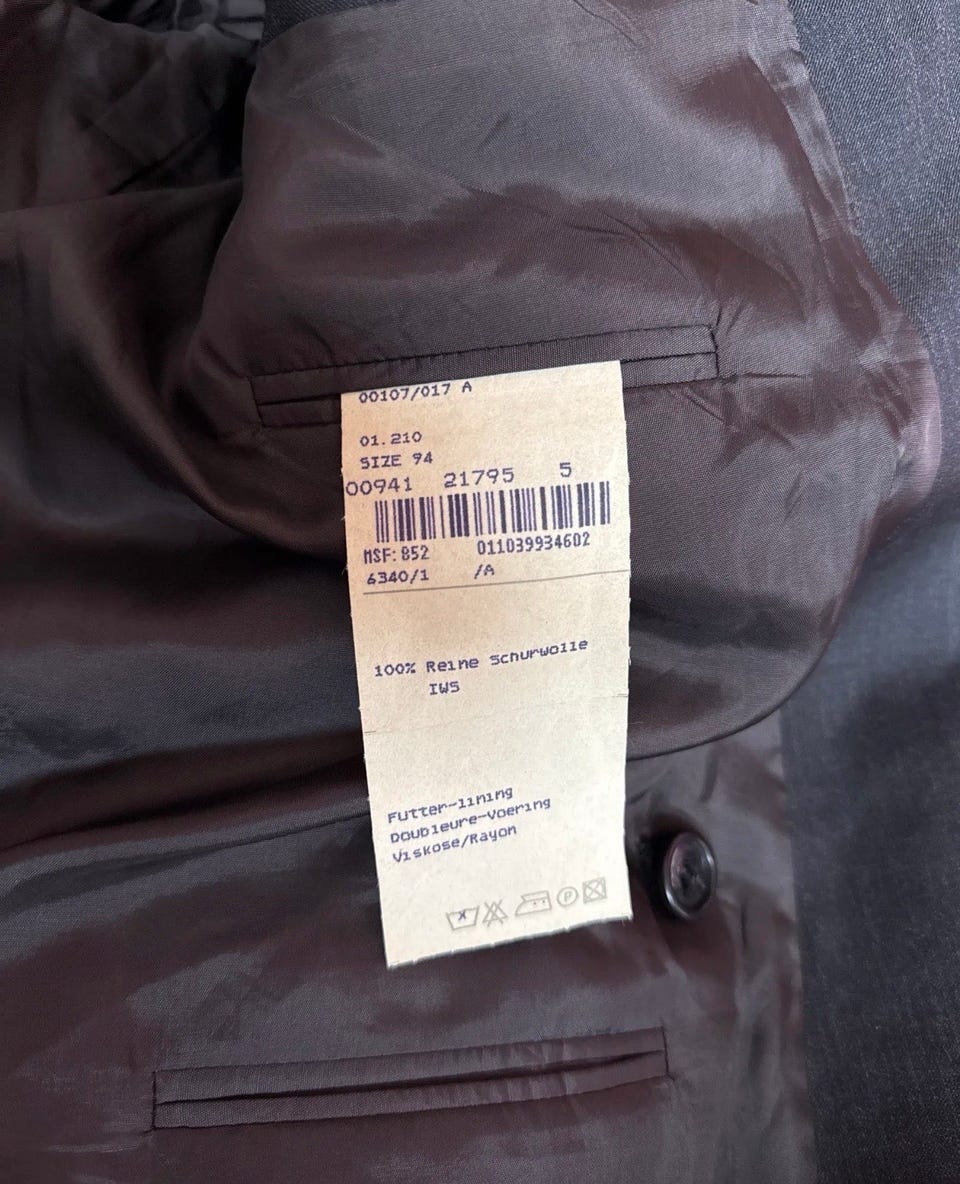 00107/017 A
01.210
SIZE 94
00941 21795 5
MSF:852 011039934602
6340/1 /A
100% Reine Schurwolle
IWS
Futter-lining
Doubleure-Voering
Viskose/Rayon
P